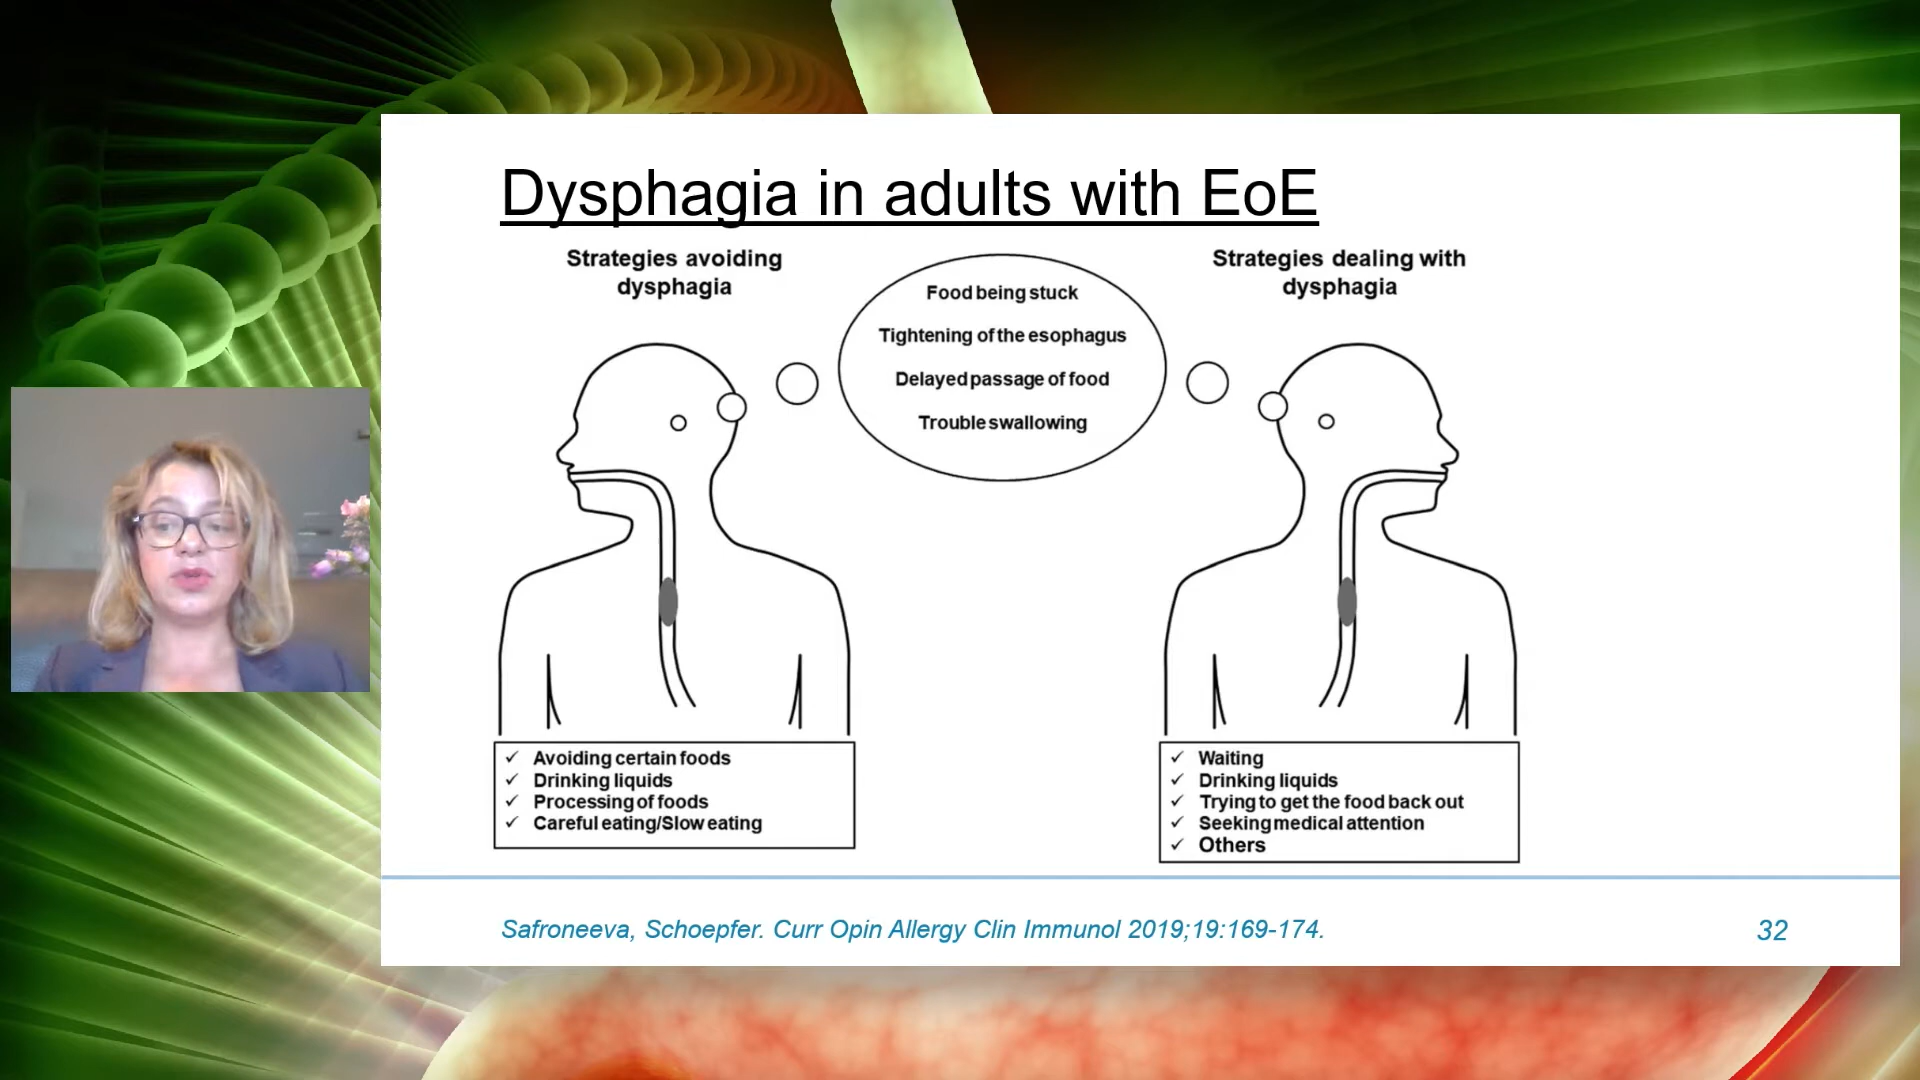 Dysphagia in adults with EoE
Strategies avoiding
dysphagia
Food being stuck
Tightening of the esophagus
Delayed passage of food
Trouble swallowing
Strategies dealing with
dysphagia
✓ Avoiding certain foods
✓ Drinking liquids
✓ Processing of foods
✓ Careful eating/Slow eating
✓ Waiting
✓ Drinking liquids
✓ Trying to get the food back out
✓ Seeking medical attention
✓ Others
Safroneeva, Schoepfer. Curr Opin Allergy Clin Immunol 2019;19:169-174.
32